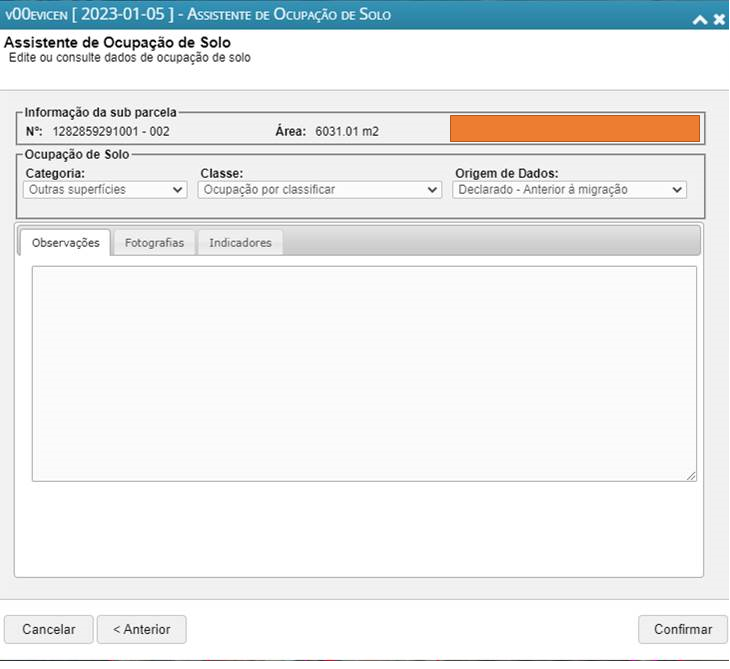 v00evicen [ 2023-01-05 ] - Assistente de Ocupação de Solo
Assistente de Ocupação de Solo
Edite ou consulte dados de ocupação de solo
Informação da sub parcela
Nº: 1282859291001 - 002 Área: 6031.01 m2
Ocupação de Solo
Categoria: Classe: Origem de Dados:
Outras superfícies Ocupação por classificar Declarado - Anterior à migração
Observações Fotografias Indicadores
Cancelar < Anterior Confirmar